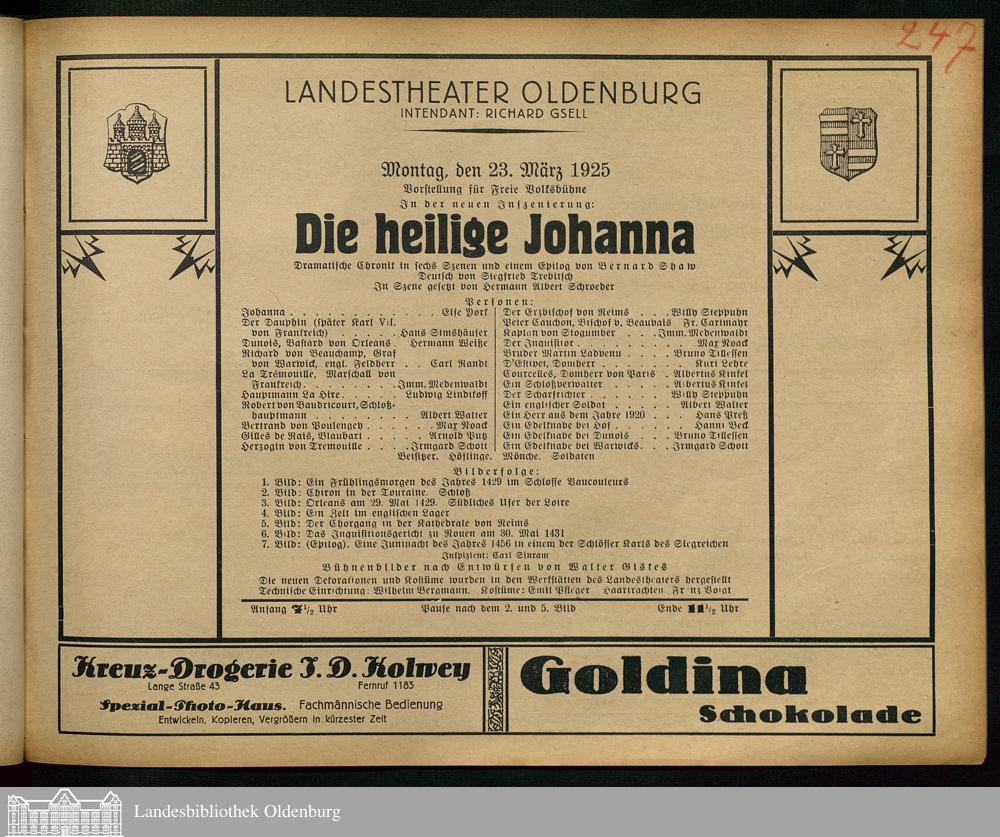 247
LANDESTHEATER OLDENBURG
INTENDANT: RICHARD GSELL
Montag, den 23. März 1925
Vorstellung für Freie Volksbühne
In der neuen Inszenierung:
Die heilige Johanna
Dramatische Chronik in sechs Szenen und einem Epilog von Bernard Shaw
Deutsch von Siegfried Trebitsch
In Szene gesetzt von Hermann Albert Schroeder
Personen:
Johanna . . . . . . . . . . . . Else Dorf
Der Dauphin (später Karl VII.
von Frankreich) . . . . . . Hans Simshäuser
Dunois, Bastard von Orleans . Hermann Weiße
Richard von Beauchamp, Graf
von Warwick, engl. Feldherr . . Carl Randt
La Trémouille, Marschall von
Frankreich . . . . . . . . . Imm. Medenwaldt
Hauptmann La Hire . . . . . . Ludwig Linditoff
Robert von Baudricourt, Schloß-
hauptmann . . . . . . . . . . Albert Walter
Bertrand von Poulengey . . . . . Max Noack
Gilles de Rais, Blaubart . . . . . Arnold Putz
Herzogin von Tremouille . . . . Irmgard Schott
Der Erzbischof von Reims . . . Willy Steppuhn
Peter Cauchon, Bischof v. Beauvais Fr. Carlmayr
Kaplan von Stogumber . . . Imm. Medenwaldt
Der Inquisitor . . . . . . . . . . Max Noack
Bruder Martin Ladvenu . . . . Bruno Tillessen
D'Estivet, Domherr . . . . . . . Kurt Lehre
Courcelles, Domherr von Paris . Albertus Kinkel
Ein Schloßverwalter . . . . . . Albertus Kinkel
Der Scharfrichter . . . . . . . Willy Steppuhn
Ein englischer Soldat . . . . . . Albert Walter
Ein Herr aus dem Jahre 1920 . . . Hans Preß
Ein Edelknabe bei Hof . . . . . . . Hanni Beck
Ein Edelknabe bei Dunois . . . Bruno Tillessen
Ein Edelknabe bei Warwicks . . . Irmgard Schott
Beisitzer. Höflinge. Mönche. Soldaten
Bilderfolge:
1. Bild: Ein Frühlingsmorgen des Jahres 1429 im Schlosse Vaucouleurs
2. Bild: Chiron in der Touraine. Schloß
3. Bild: Orleans am 29. Mai 1429. Südliches Ufer der Loire
4. Bild: Ein Zelt im englischen Lager
5. Bild: Der Chorgang in der Kathedrale von Reims
6. Bild: Das Inquisitionsgericht zu Rouen am 30. Mai 1431
7. Bild: (Epilog). Eine Juninacht des Jahres 1456 in einem der Schlösser Karls des Siegreichen
Inspizient: Carl Sinram
Bühnenbilder nach Entwürfen von Walter Giskes
Die neuen Dekorationen und Kostüme wurden in den Werkstätten des Landestheaters hergestellt
Technische Einrichtung: Wilhelm Bergmann. Kostüme: Emil Pfleger Haartrachten Franz Voigt
Anfang 7 1/2 Uhr Pause nach dem 2. und 5. Bild Ende 11 1/2 Uhr
Kreuz-Drogerie J. D. Kolwey
Lange Straße 43 Fernruf 1183
Spezial-Photo-Haus. Fachmännische Bedienung
Entwickeln, Kopieren, Vergrößern in kürzester Zeit
Goldina
Schokolade
Landesbibliothek Oldenburg